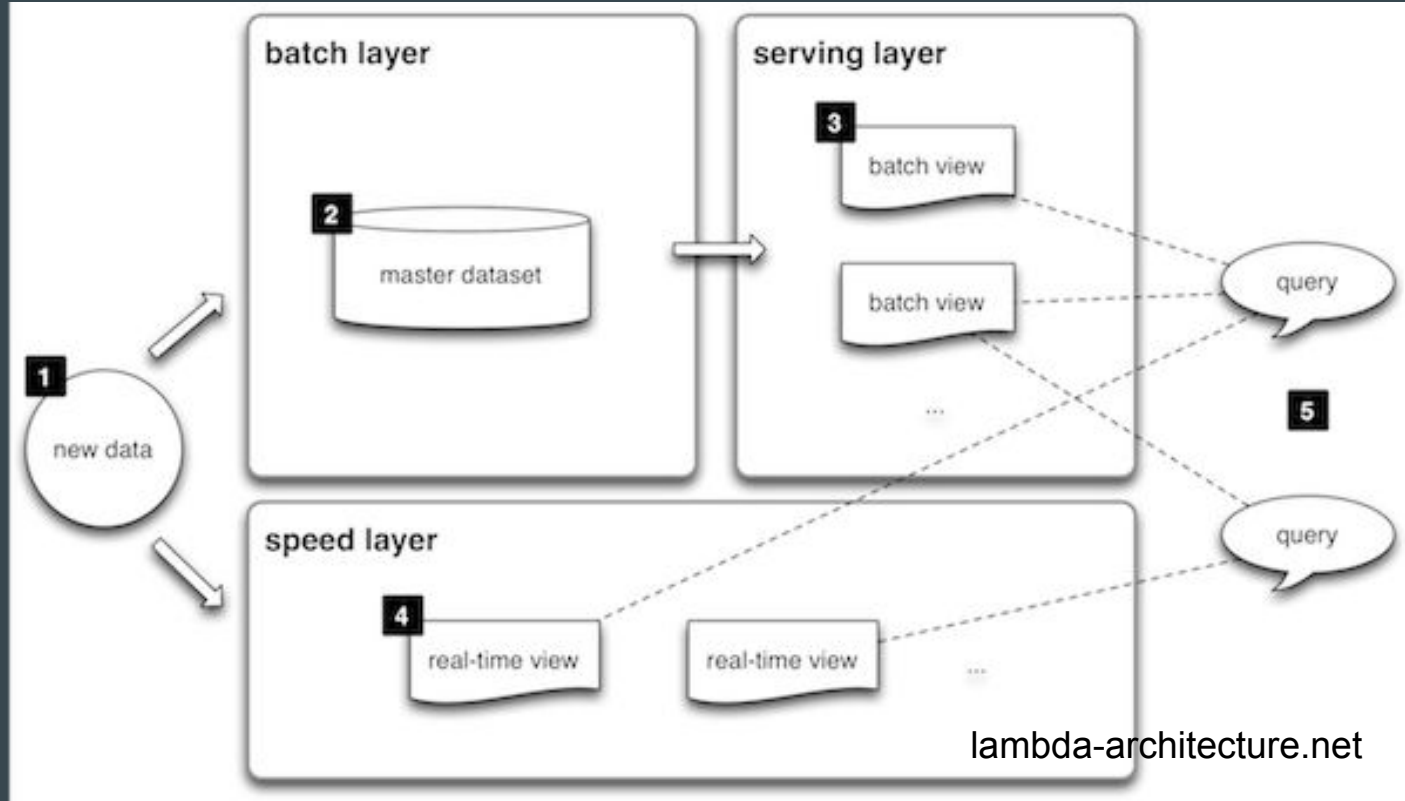 batch layer
serving layer
3
batch view
2
master dataset
batch view
query
1
new data
...
5
speed layer
query
4
real-time view
real-time view
...
lambda-architecture.net